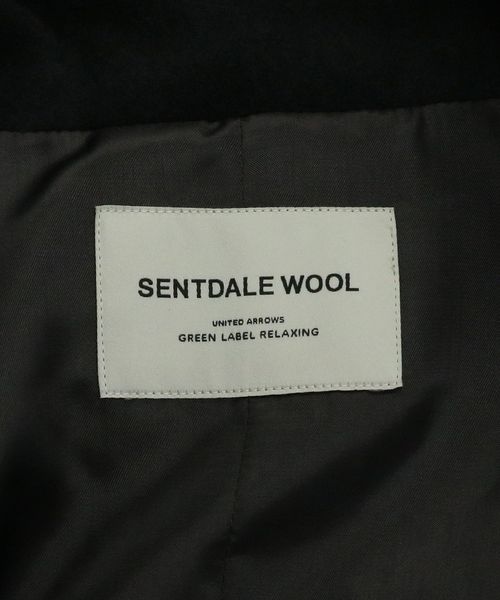 SENTDALE WOOL
UNITED ARROWS
GREEN LABEL RELAXING